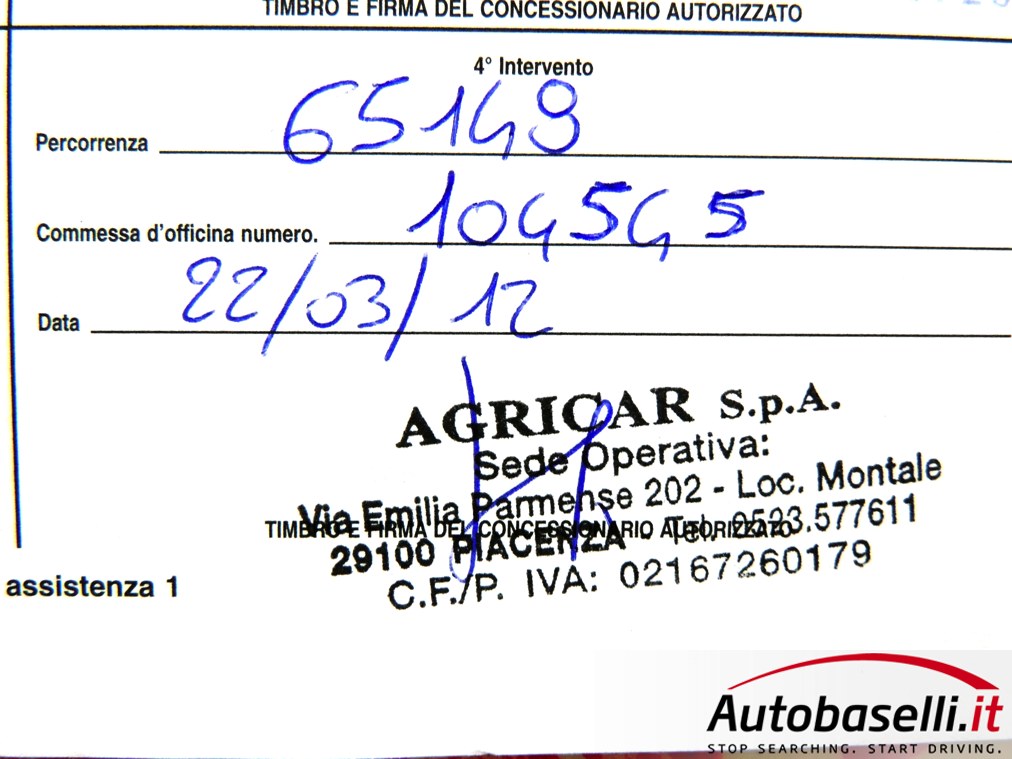 TIMBRO E FIRMA DEL CONCESSIONARIO AUTORIZZATO
4° Intervento
Percorrenza 65149
Commessa d'officina numero. 104545
Data 22/03/12
AGRICAR S.p.A.
Sede Operativa:
Via Emilia Parmense 202 - Loc. Montale
TIMBRO E FIRMA DEL CONCESSIONARIO AUTORIZZATO
29100 PIACENZA - Tel. 0523.577611
C.F./P. IVA: 02167260179
assistenza 1
Autobaselli.it
STOP SEARCHING. START DRIVING.